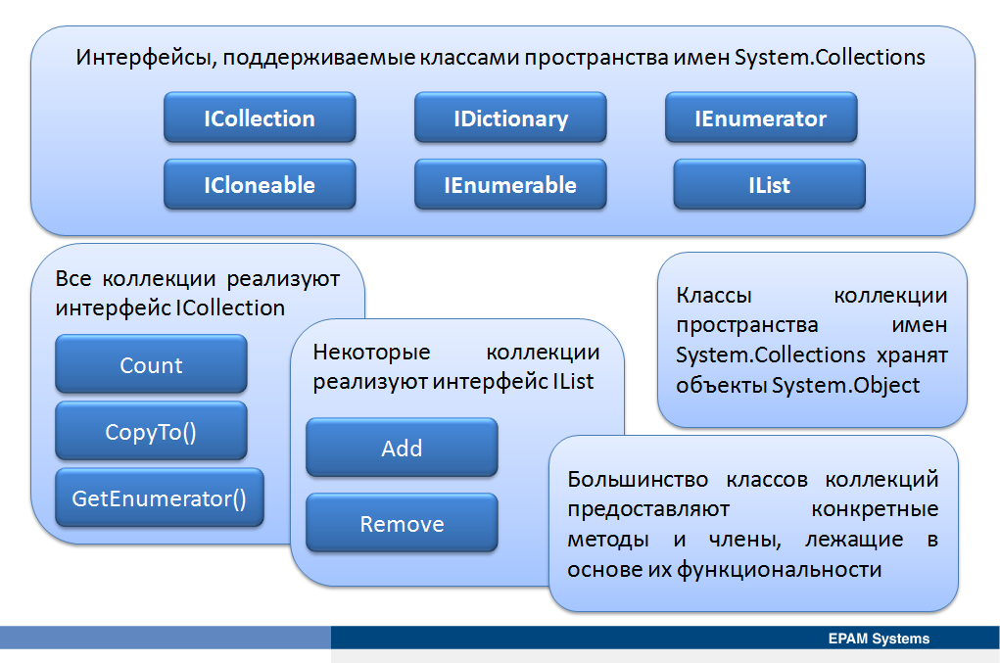 Интерфейсы, поддерживаемые классами пространства имен System.Collections
ICollection
IDictionary
IEnumerator
ICloneable
IEnumerable
IList
Все коллекции реализуют
интерфейс ICollection
Count
CopyTo()
GetEnumerator()
Некоторые коллекции
реализуют интерфейс IList
Add
Remove
Классы коллекции
пространства имен
System.Collections хранят
объекты System.Object
Большинство классов коллекций
предоставляют конкретные
методы и члены, лежащие в
основе их функциональности
EPAM Systems